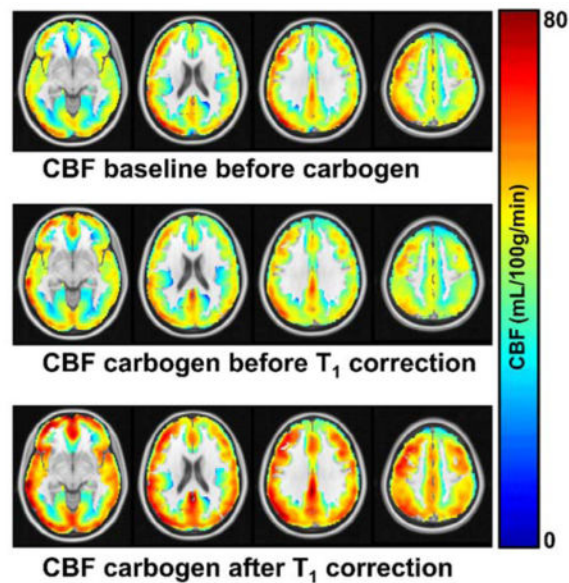 80
CBF baseline before carbogen
CBF (mL/100g/min)
CBF carbogen before T₁ correction
0
CBF carbogen after T₁ correction